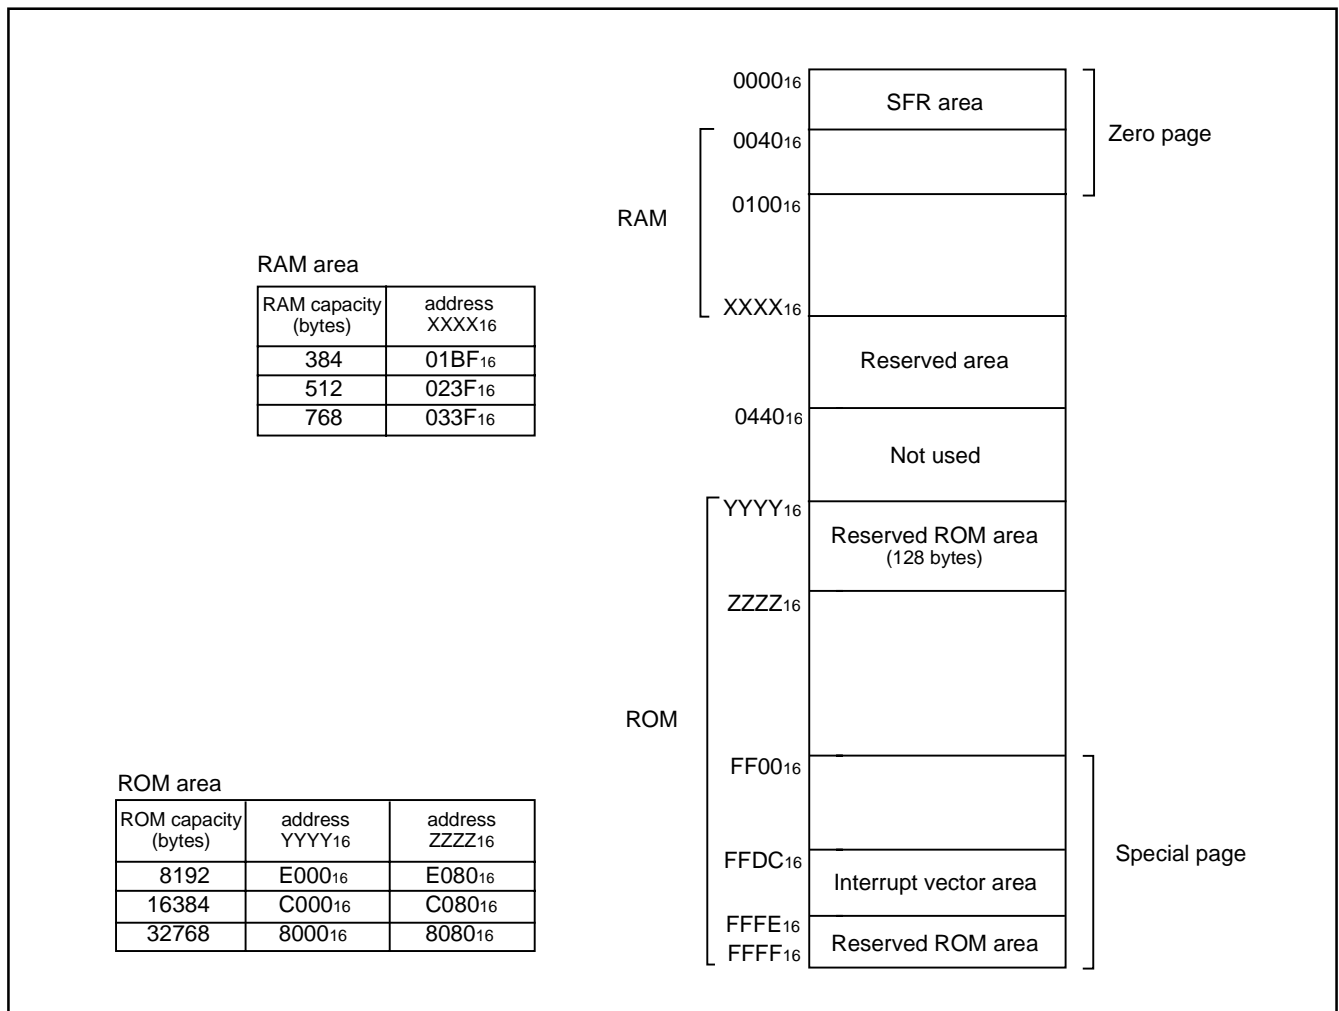 0000₁₆
SFR area
Zero page
0040₁₆
0100₁₆
RAM
XXXX₁₆
Reserved area
0440₁₆
Not used
YYYY₁₆
Reserved ROM area
(128 bytes)
ZZZZ₁₆
ROM
FF00₁₆
FFDC₁₆
Interrupt vector area
Special page
FFFE₁₆
Reserved ROM area
FFFF₁₆
RAM area
RAM capacity (bytes) address XXXX₁₆
384 01BF₁₆
512 023F₁₆
768 033F₁₆
ROM area
ROM capacity (bytes) address YYYY₁₆ address ZZZZ₁₆
8192 E000₁₆ E080₁₆
16384 C000₁₆ C080₁₆
32768 8000₁₆ 8080₁₆